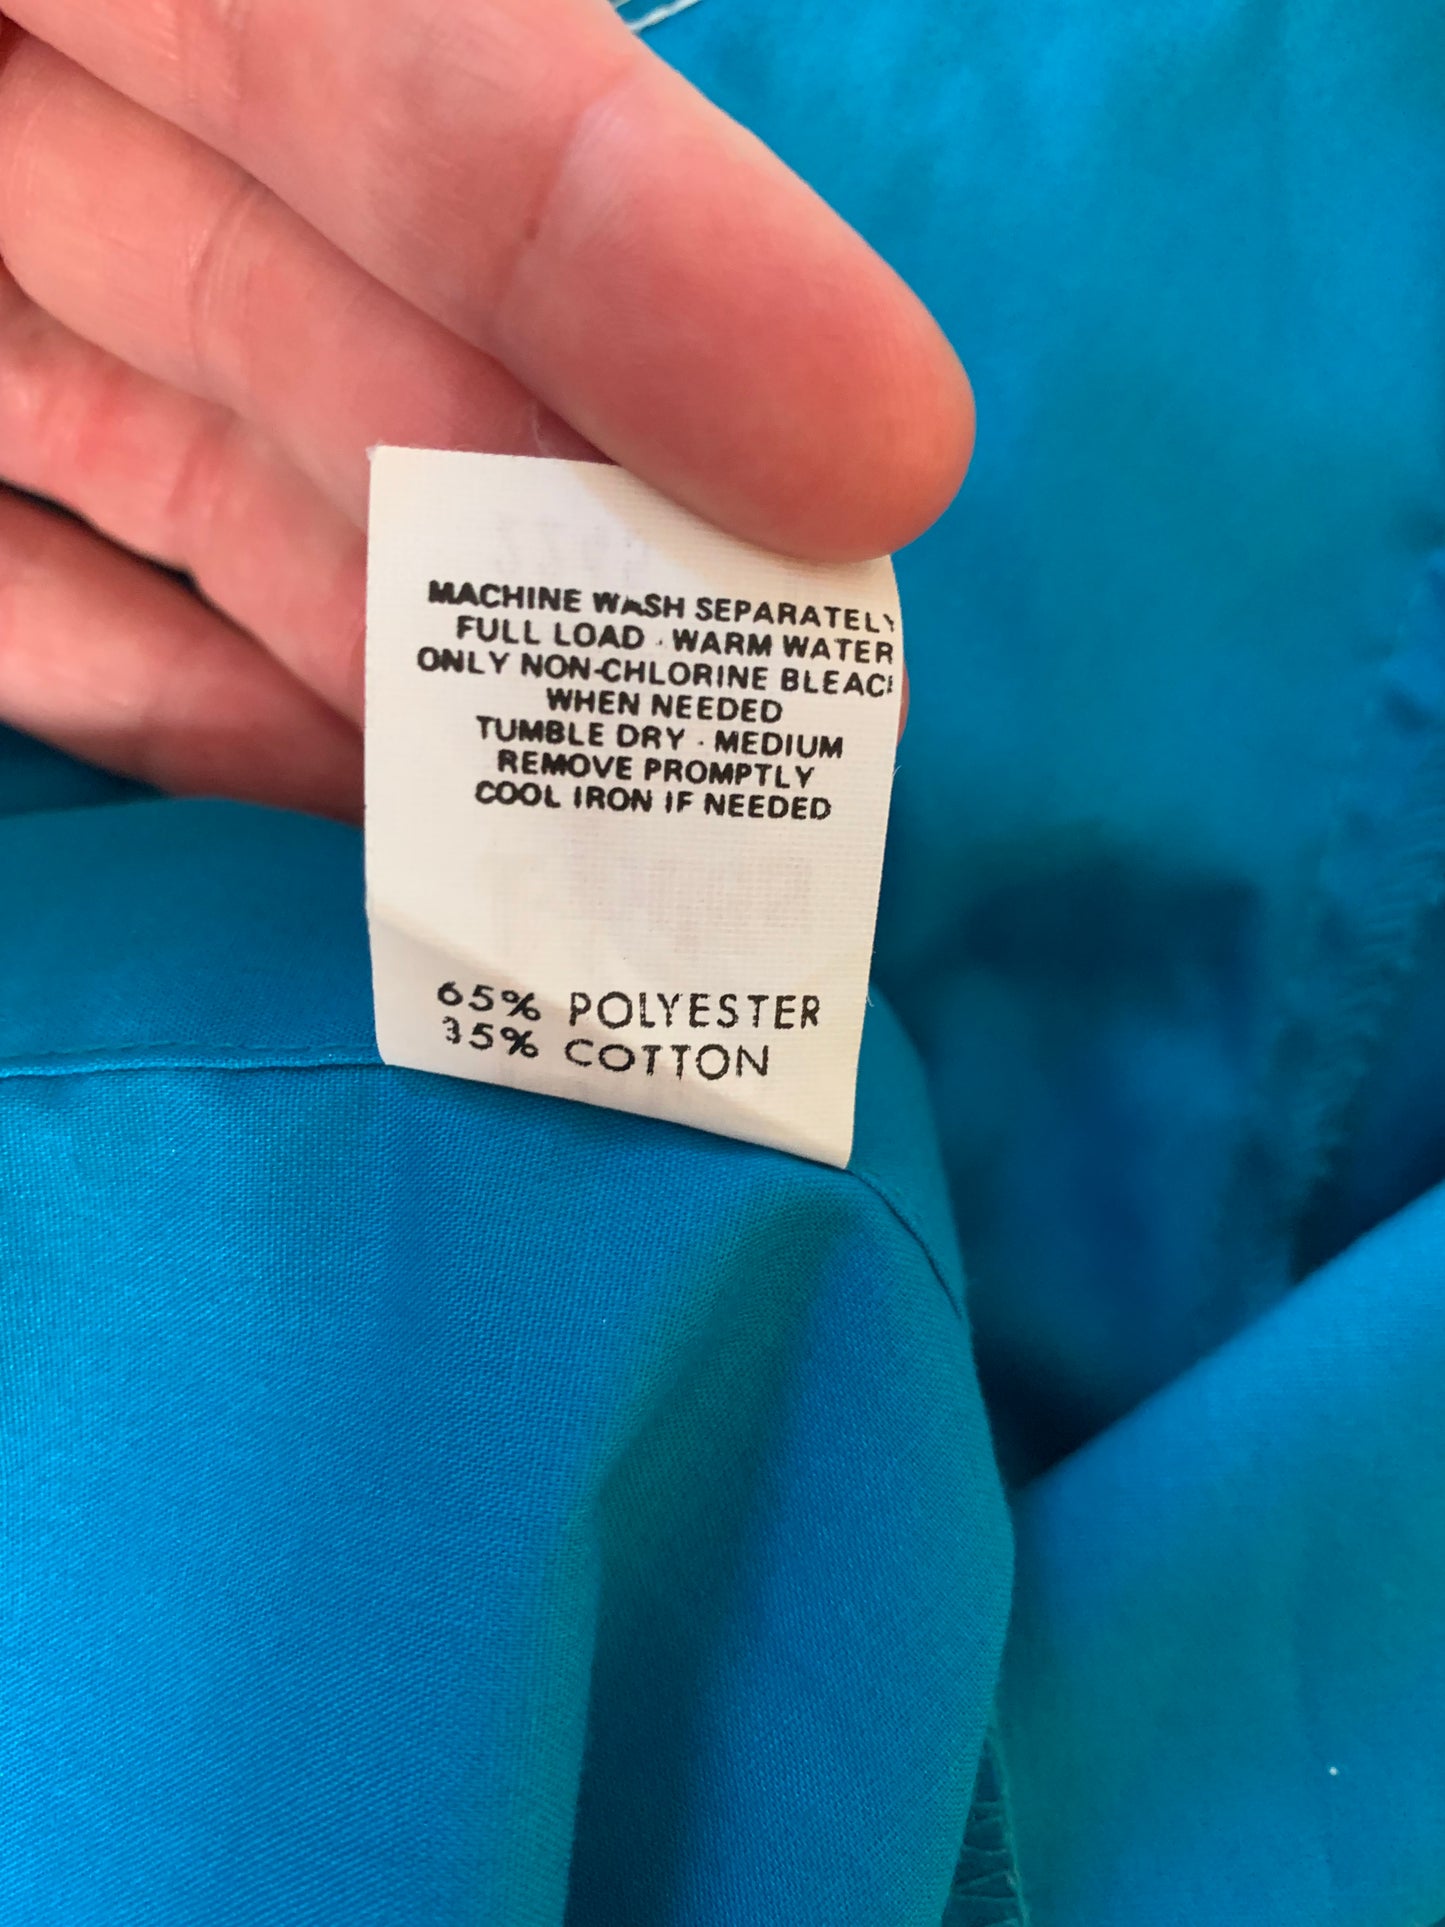 MACHINE WASH SEPARATELY
FULL LOAD · WARM WATER
ONLY NON-CHLORINE BLEACH
WHEN NEEDED
TUMBLE DRY · MEDIUM
REMOVE PROMPTLY
COOL IRON IF NEEDED
65% POLYESTER
35% COTTON